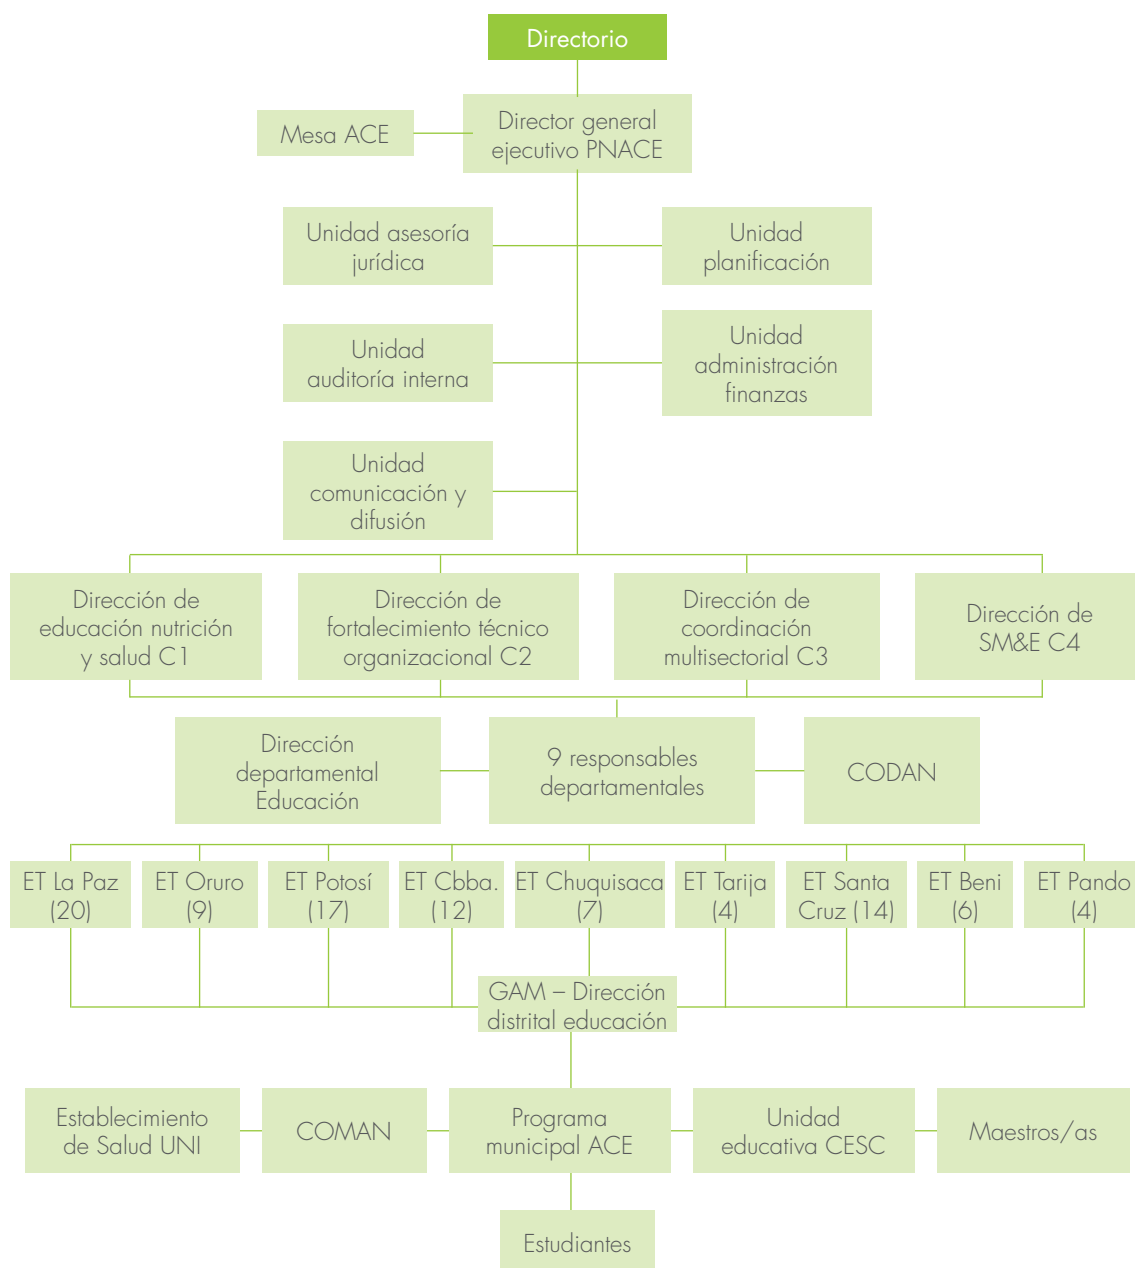 Directorio
Mesa ACE
Director general
ejecutivo PNACE
Unidad asesoría
jurídica
Unidad
planificación
Unidad
auditoría interna
Unidad
administración
finanzas
Unidad
comunicación y
difusión
Dirección de
educación nutrición
y salud C1
Dirección de
fortalecimiento técnico
organizacional C2
Dirección de
coordinación
multisectorial C3
Dirección de
SM&E C4
Dirección
departamental
Educación
9 responsables
departamentales
CODAN
ET La Paz
(20)
ET Oruro
(9)
ET Potosí
(17)
ET Cbba.
(12)
ET Chuquisaca
(7)
ET Tarija
(4)
ET Santa
Cruz (14)
ET Beni
(6)
ET Pando
(4)
GAM – Dirección
distrital educación
Establecimiento
de Salud UNI
COMAN
Programa
municipal ACE
Unidad
educativa CESC
Maestros/as
Estudiantes